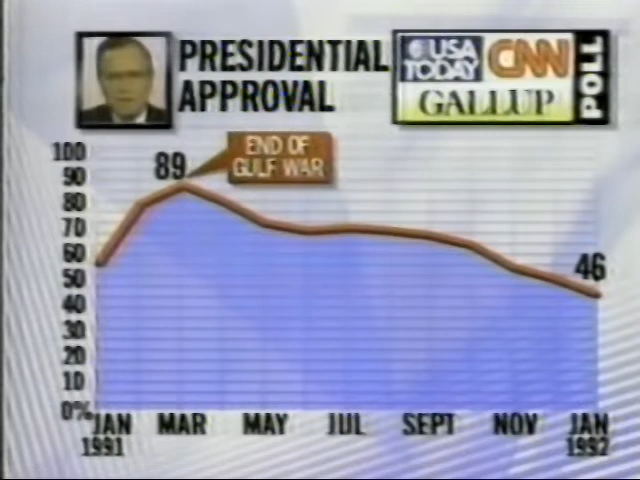 PRESIDENTIAL
APPROVAL
USA
TODAY
CNN
GALLUP
POLL
END OF
GULF WAR
89
46
100
90
80
70
60
50
40
30
20
10
0%
JAN MAR MAY JUL SEPT NOV JAN
1991 1992